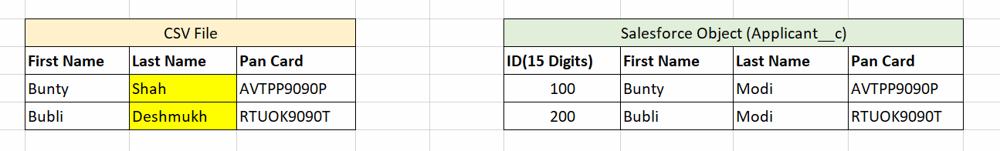 CSV File Salesforce Object (Applicant__c)
First Name Last Name Pan Card ID(15 Digits) First Name Last Name Pan Card
Bunty Shah AVTPP9090P 100 Bunty Modi AVTPP9090P
Bubli Deshmukh RTUOK9090T 200 Bubli Modi RTUOK9090T